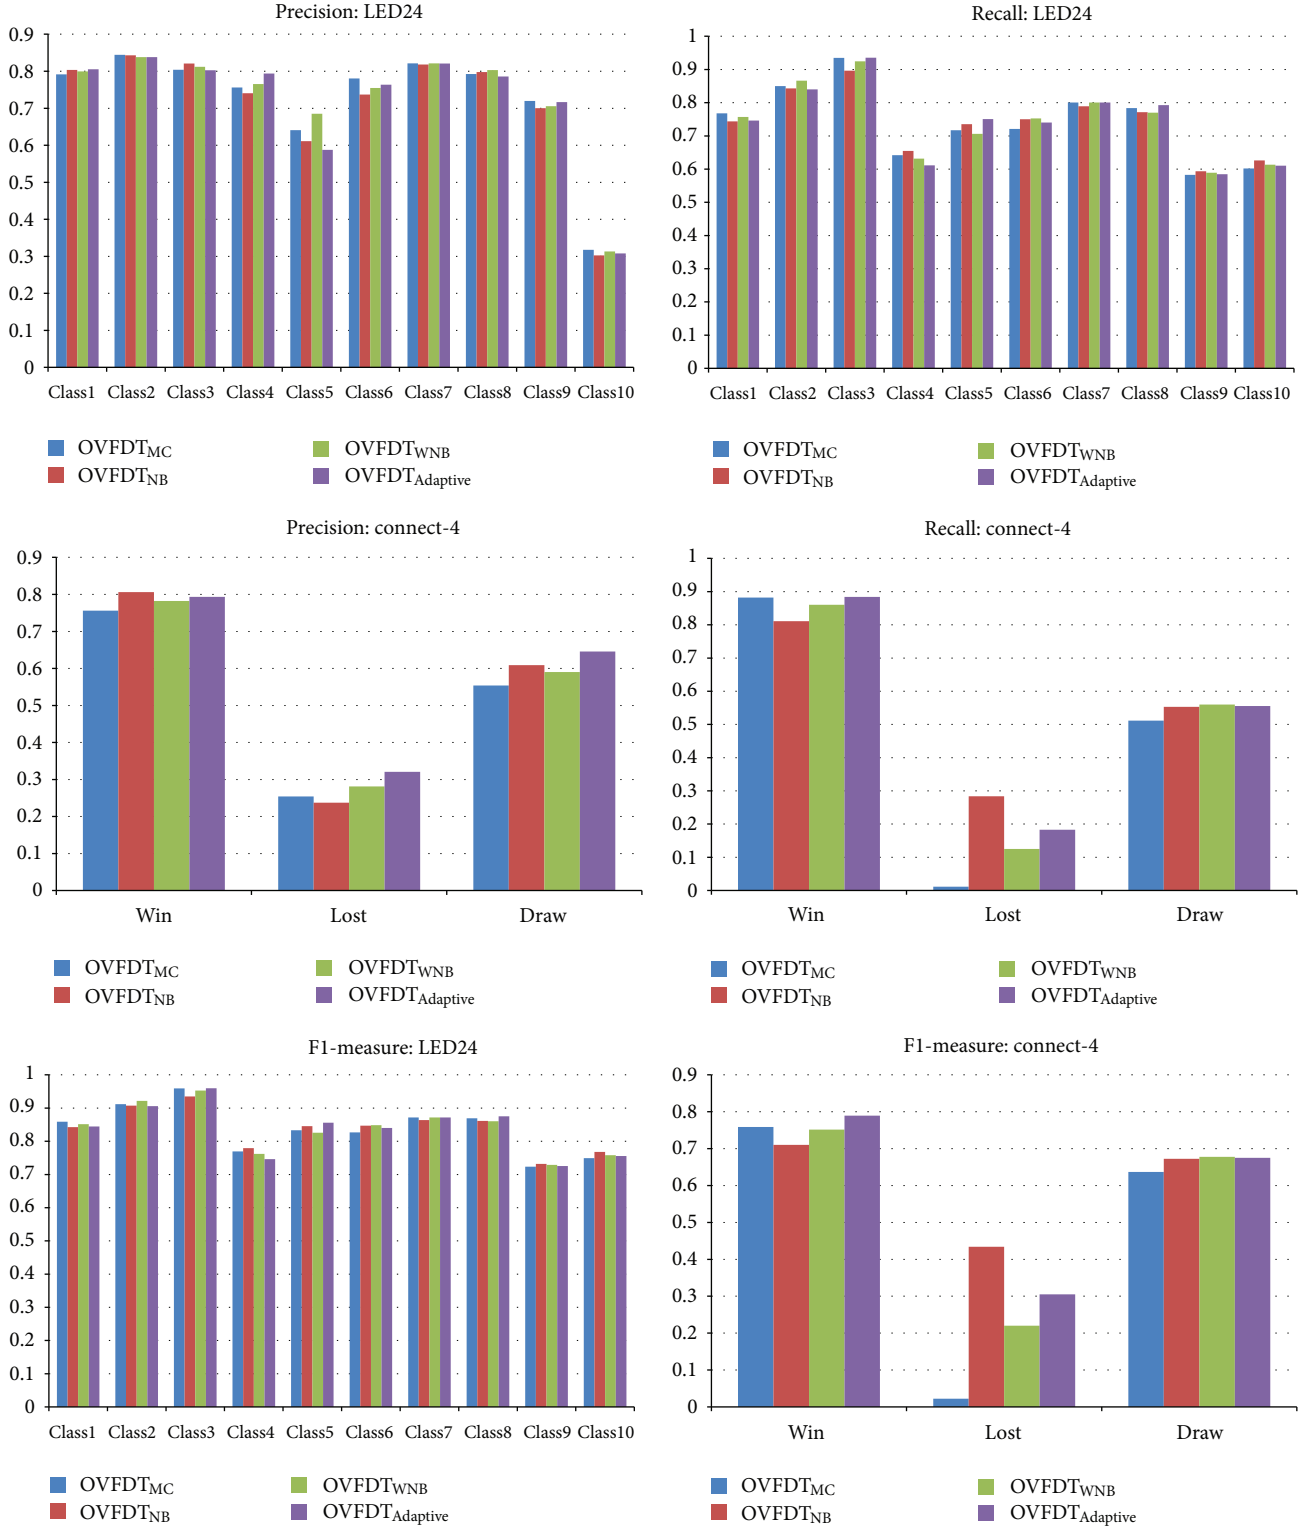 Precision: LED24
0.9
0.8
0.7
0.6
0.5
0.4
0.3
0.2
0.1
0
Class1 Class2 Class3 Class4 Class5 Class6 Class7 Class8 Class9 Class10
OVFDTMC OVFDTWNB
OVFDTNB OVFDTAdaptive
Recall: LED24
1
0.9
0.8
0.7
0.6
0.5
0.4
0.3
0.2
0.1
0
Class1 Class2 Class3 Class4 Class5 Class6 Class7 Class8 Class9 Class10
OVFDTMC OVFDTWNB
OVFDTNB OVFDTAdaptive
Precision: connect-4
0.9
0.8
0.7
0.6
0.5
0.4
0.3
0.2
0.1
0
Win Lost Draw
OVFDTMC OVFDTWNB
OVFDTNB OVFDTAdaptive
Recall: connect-4
1
0.9
0.8
0.7
0.6
0.5
0.4
0.3
0.2
0.1
0
Win Lost Draw
OVFDTMC OVFDTWNB
OVFDTNB OVFDTAdaptive
F1-measure: LED24
1
0.9
0.8
0.7
0.6
0.5
0.4
0.3
0.2
0.1
0
Class1 Class2 Class3 Class4 Class5 Class6 Class7 Class8 Class9 Class10
OVFDTMC OVFDTWNB
OVFDTNB OVFDTAdaptive
F1-measure: connect-4
0.9
0.8
0.7
0.6
0.5
0.4
0.3
0.2
0.1
0
Win Lost Draw
OVFDTMC OVFDTWNB
OVFDTNB OVFDTAdaptive